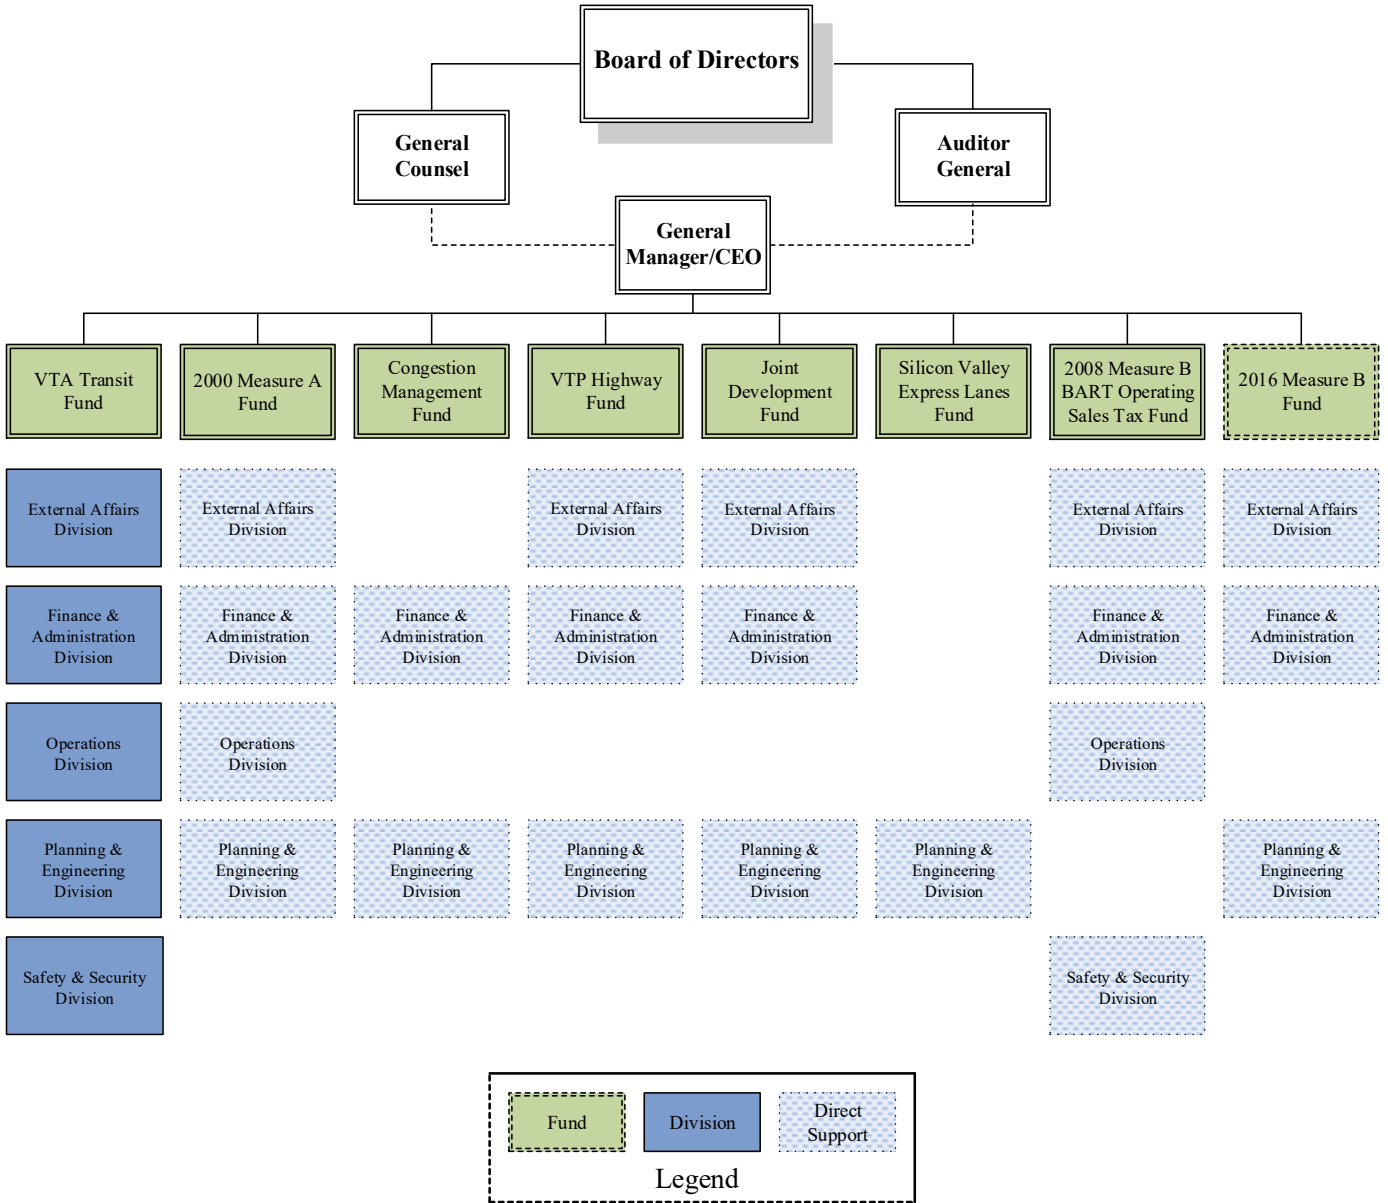 Board of Directors
General
Counsel
Auditor
General
General
Manager/CEO
VTA Transit
Fund
2000 Measure A
Fund
Congestion
Management
Fund
VTP Highway
Fund
Joint
Development
Fund
Silicon Valley
Express Lanes
Fund
2008 Measure B
BART Operating
Sales Tax Fund
2016 Measure B
Fund
External Affairs
Division
External Affairs
Division
External Affairs
Division
External Affairs
Division
External Affairs
Division
External Affairs
Division
Finance &
Administration
Division
Finance &
Administration
Division
Finance &
Administration
Division
Finance &
Administration
Division
Finance &
Administration
Division
Finance &
Administration
Division
Finance &
Administration
Division
Operations
Division
Operations
Division
Operations
Division
Planning &
Engineering
Division
Planning &
Engineering
Division
Planning &
Engineering
Division
Planning &
Engineering
Division
Planning &
Engineering
Division
Planning &
Engineering
Division
Planning &
Engineering
Division
Safety & Security
Division
Safety & Security
Division
Fund
Division
Direct
Support
Legend